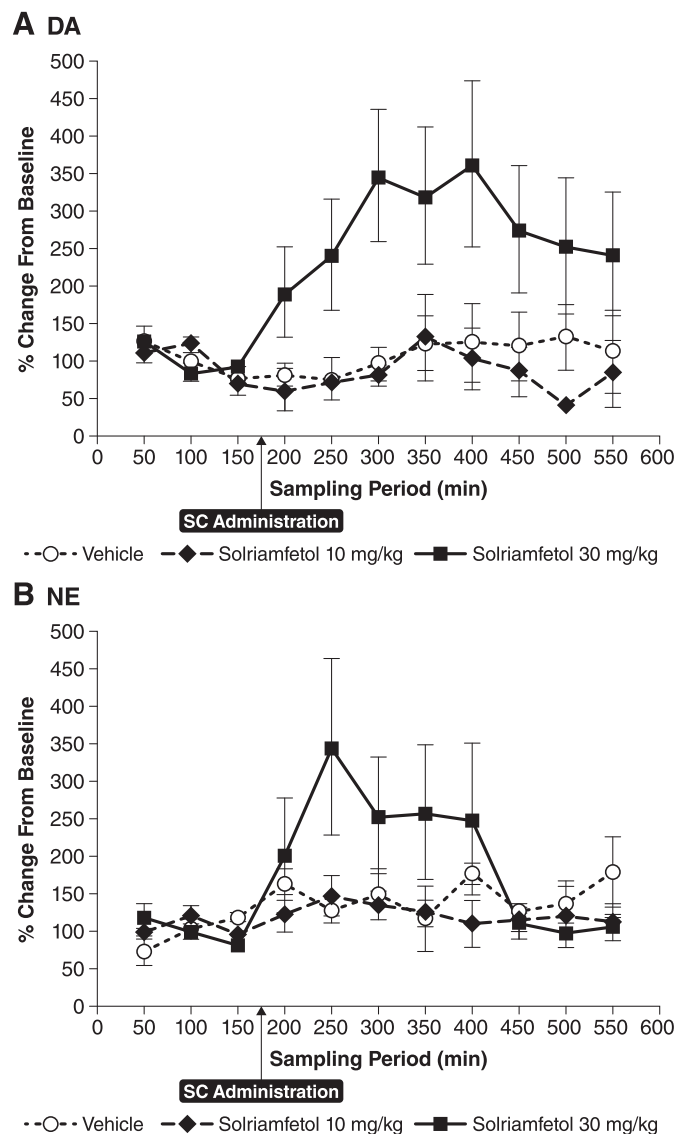 A DA
500
450
400
350
300
250
200
150
100
50
0
% Change From Baseline
0 50 100 150 200 250 300 350 400 450 500 550 600
Sampling Period (min)
SC Administration
Vehicle Solriamfetol 10 mg/kg Solriamfetol 30 mg/kg
B NE
500
450
400
350
300
250
200
150
100
50
0
% Change From Baseline
0 50 100 150 200 250 300 350 400 450 500 550 600
Sampling Period (min)
SC Administration
Vehicle Solriamfetol 10 mg/kg Solriamfetol 30 mg/kg